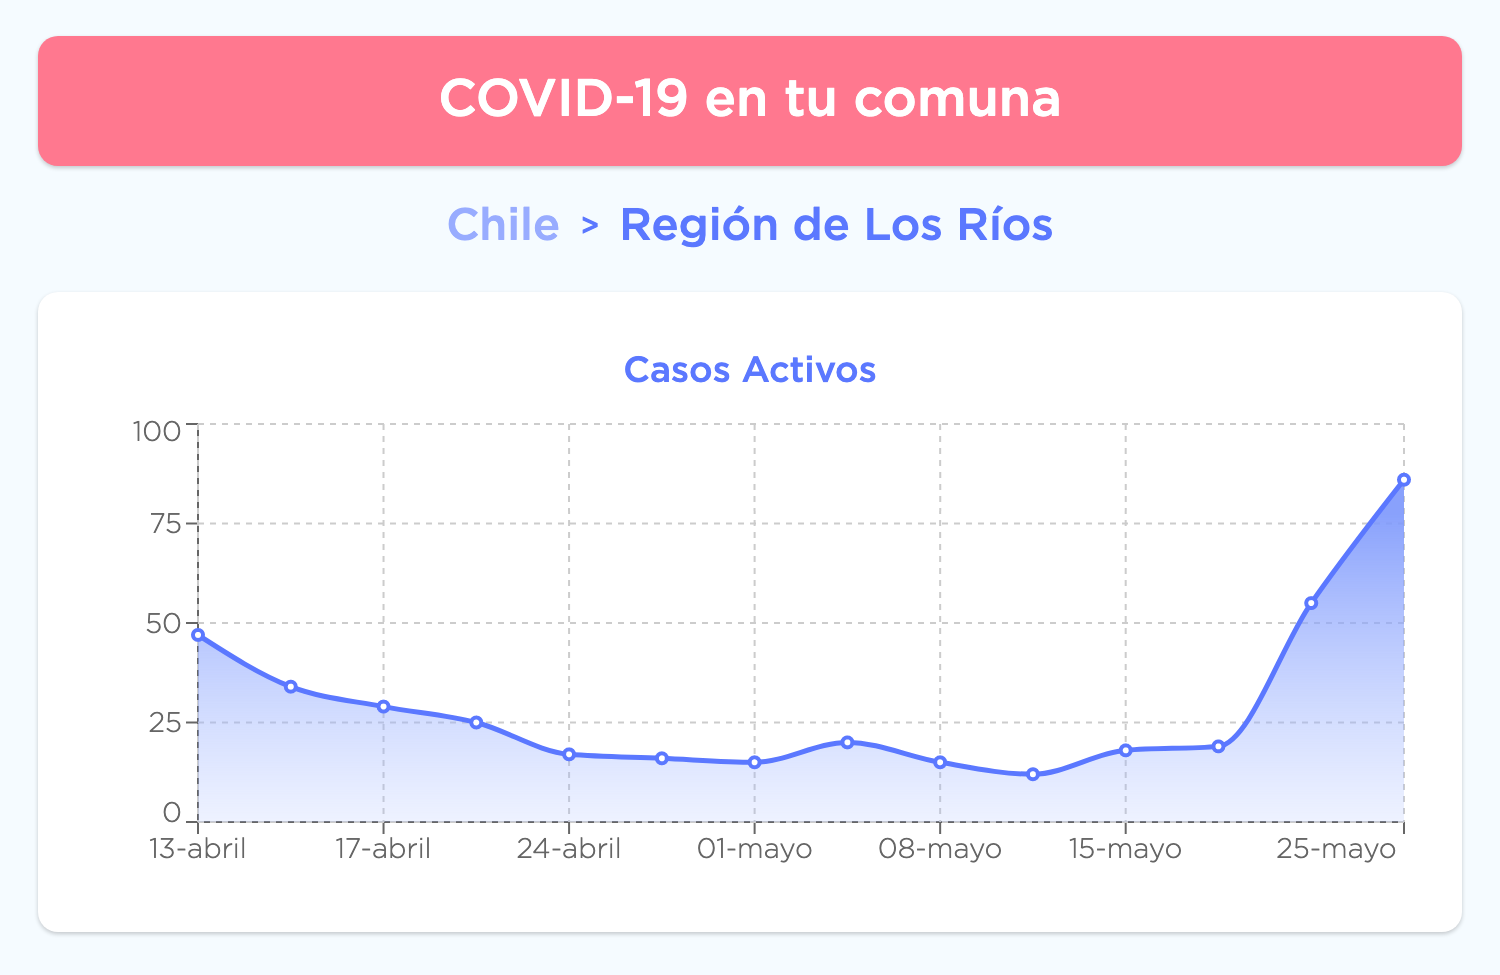 COVID-19 en tu comuna
Chile > Región de Los Ríos
Casos Activos
100
75
50
25
0
13-abril 17-abril 24-abril 01-mayo 08-mayo 15-mayo 25-mayo